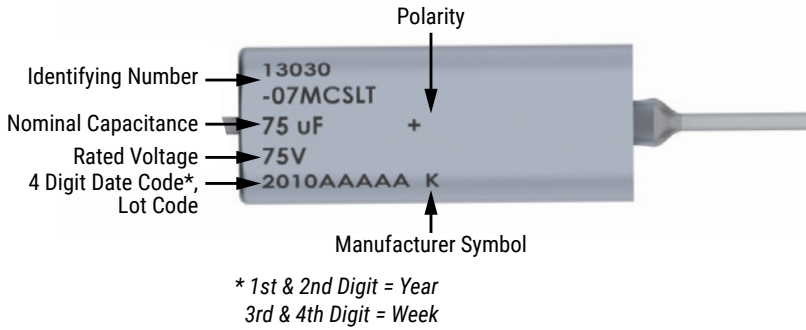 Polarity
Identifying Number
13030
-07MCSLT
Nominal Capacitance
75 uF +
Rated Voltage
75V
4 Digit Date Code*,
Lot Code
2010AAAAA K
Manufacturer Symbol
* 1st & 2nd Digit = Year
3rd & 4th Digit = Week